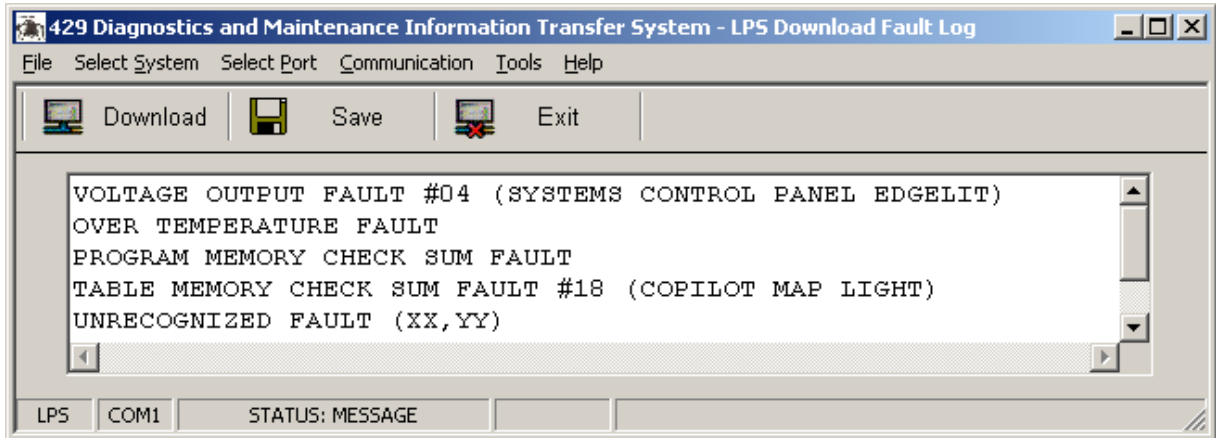 429 Diagnostics and Maintenance Information Transfer System - LPS Download Fault Log
File Select System Select Port Communication Tools Help
Download Save Exit
VOLTAGE OUTPUT FAULT #04 (SYSTEMS CONTROL PANEL EDGELIT)
OVER TEMPERATURE FAULT
PROGRAM MEMORY CHECK SUM FAULT
TABLE MEMORY CHECK SUM FAULT #18 (COPILOT MAP LIGHT)
UNRECOGNIZED FAULT (XX,YY)
LPS COM1 STATUS: MESSAGE